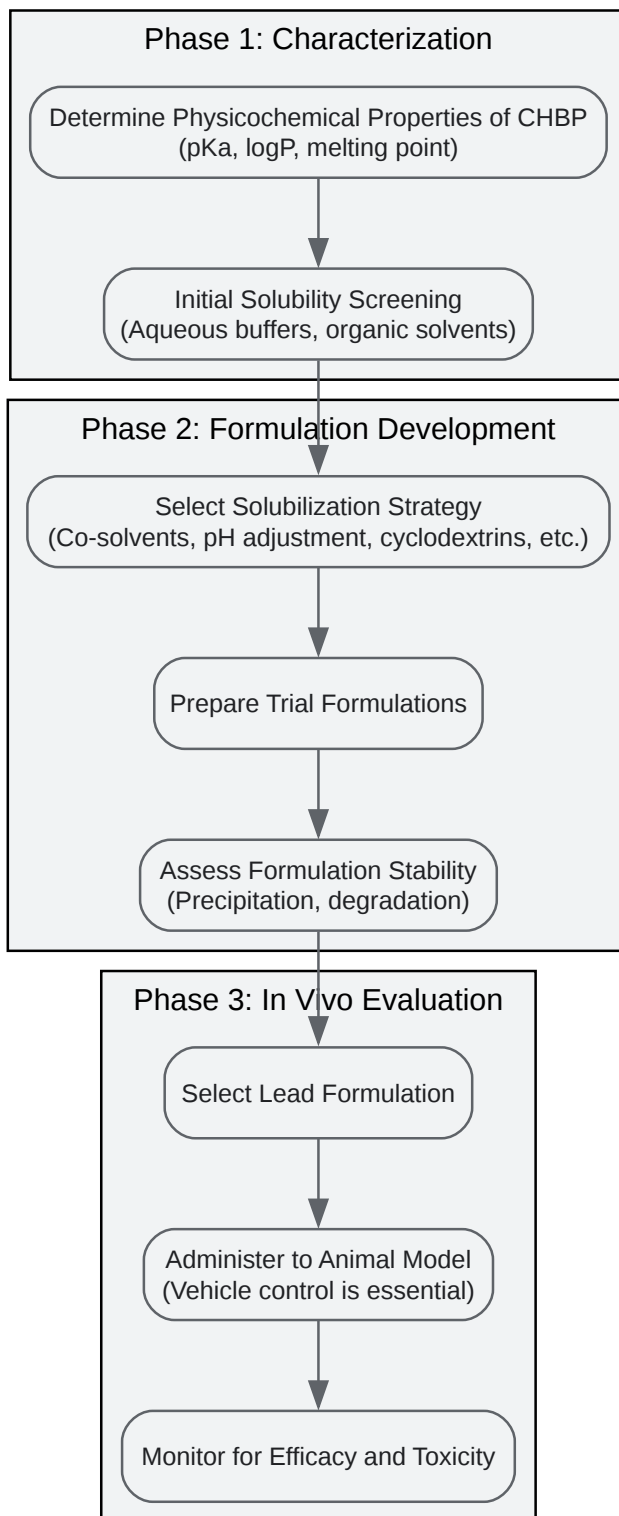 Phase 1: Characterization
Determine Physicochemical Properties of CHBP
(pKa, logP, melting point)
Initial Solubility Screening
(Aqueous buffers, organic solvents)
Phase 2: Formulation Development
Select Solubilization Strategy
(Co-solvents, pH adjustment, cyclodextrins, etc.)
Prepare Trial Formulations
Assess Formulation Stability
(Precipitation, degradation)
Phase 3: In Vivo Evaluation
Select Lead Formulation
Administer to Animal Model
(Vehicle control is essential)
Monitor for Efficacy and Toxicity